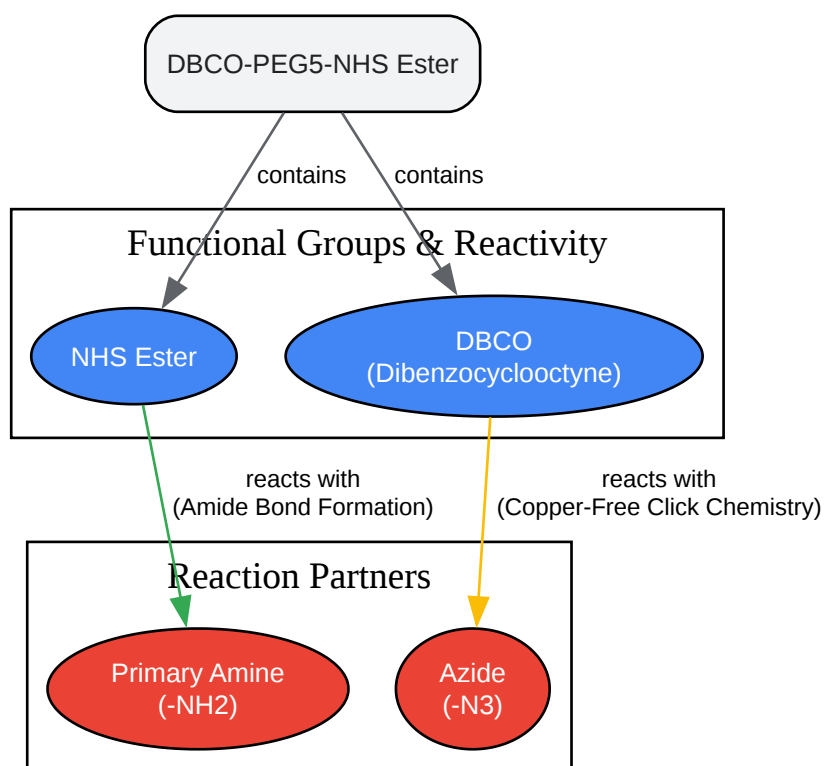 DBCO-PEG5-NHS Ester
contains
contains
Functional Groups & Reactivity
NHS Ester
DBCO
(Dibenzocyclooctyne)
reacts with
(Amide Bond Formation)
reacts with
(Copper-Free Click Chemistry)
Reaction Partners
Primary Amine
(-NH2)
Azide
(-N3)